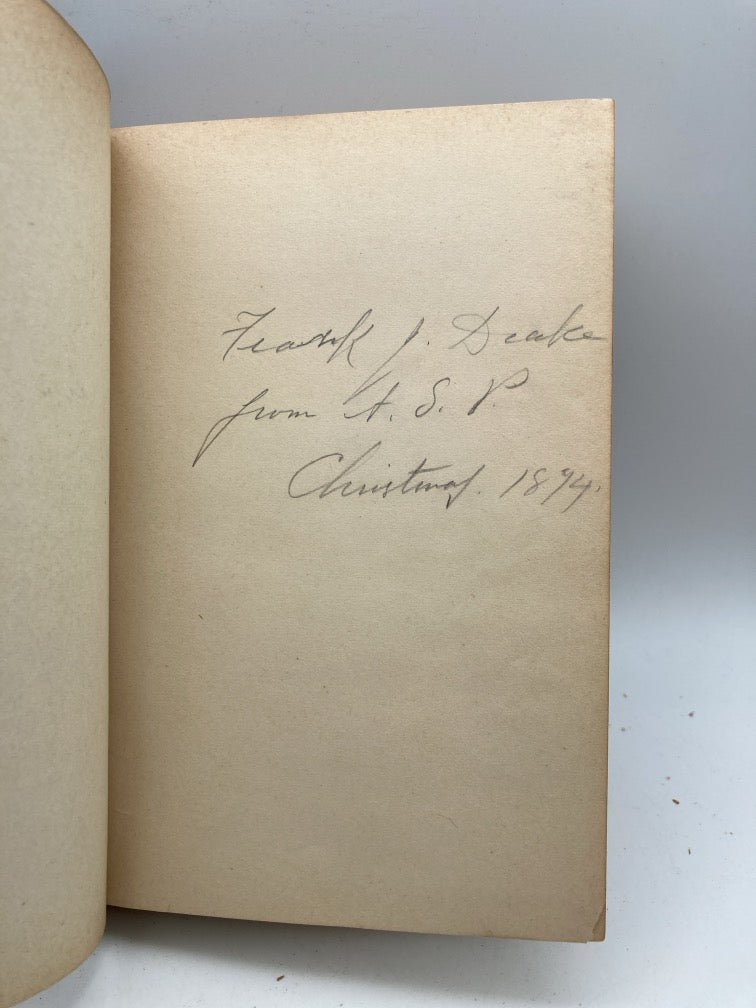 Frank J. Drake
from A. S. P.
Christmas. 1894.